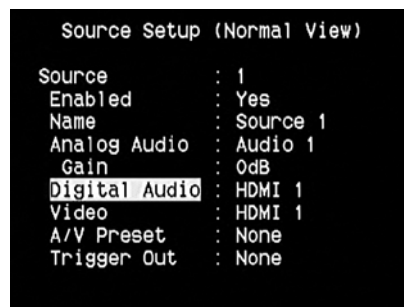 Source Setup (Normal View)
Source : 1
Enabled : Yes
Name : Source 1
Analog Audio : Audio 1
Gain : 0dB
Digital Audio : HDMI 1
Video : HDMI 1
A/V Preset : None
Trigger Out : None